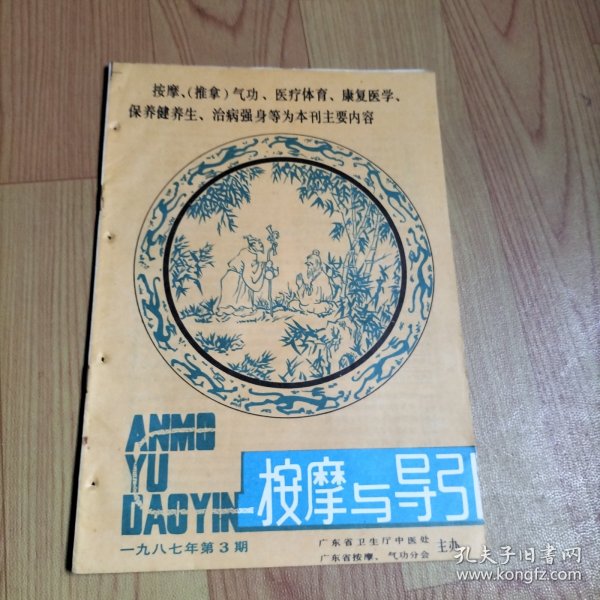 按摩、（推拿）气功、医疗体育、康复医学、
保养健养生、治病强身等为本刊主要内容
ANMO
YU
DAOYIN
按摩与导引
一九八七年第3期
广东省卫生厅中医处
广东省按摩、气功分会
主办
孔夫子旧书网
www.kongfz.com